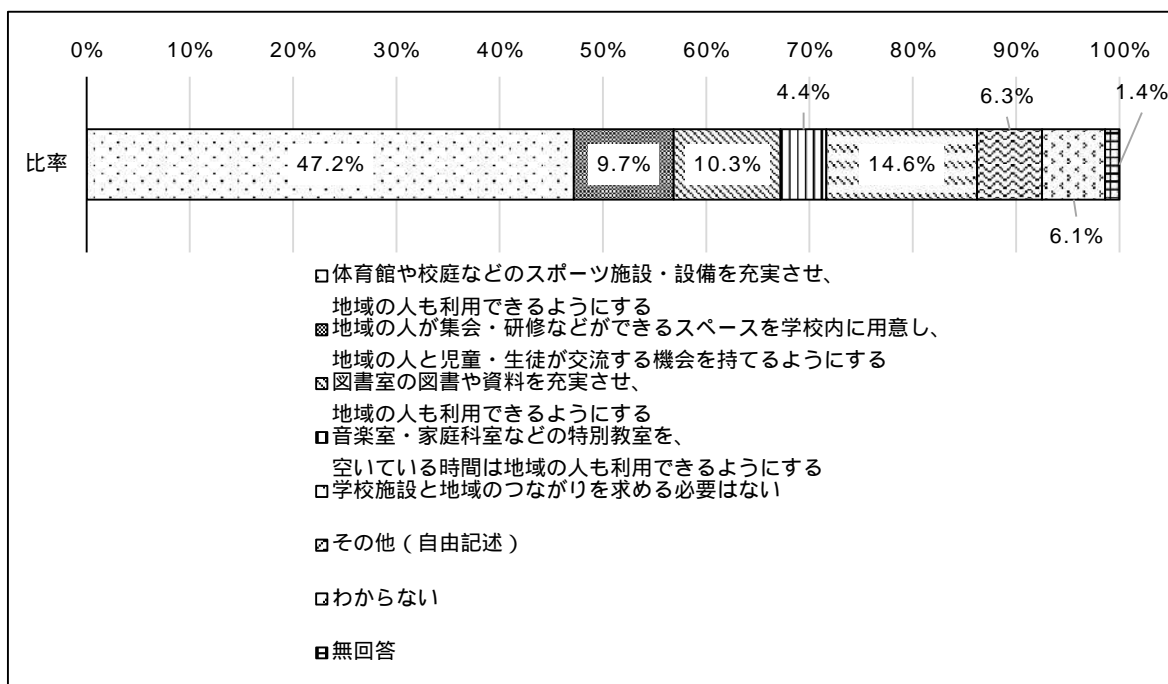 0% 10% 20% 30% 40% 50% 60% 70% 80% 90% 100%
4.4% 6.3% 1.4%
比率 47.2% 9.7% 10.3% 14.6%
6.1%
体育館や校庭などのスポーツ施設・設備を充実させ、
地域の人も利用できるようにする
地域の人が集会・研修などができるスペースを学校内に用意し、
地域の人と児童・生徒が交流する機会を持てるようにする
図書室の図書や資料を充実させ、
地域の人も利用できるようにする
音楽室・家庭科室などの特別教室を、
空いている時間は地域の人も利用できるようにする
学校施設と地域のつながりを求める必要はない
その他（自由記述）
わからない
無回答